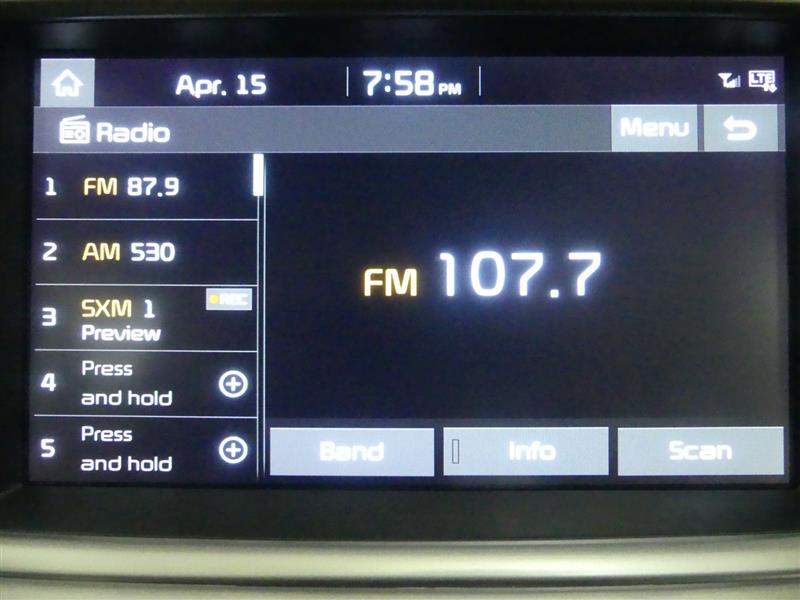 Apr. 15
7:58 PM
LTE
Radio
Menu
1 FM 87.9
2 AM 530
3 SXM 1
REC
Preview
4 Press
and hold
5 Press
and hold
FM 107.7
Band
Info
Scan